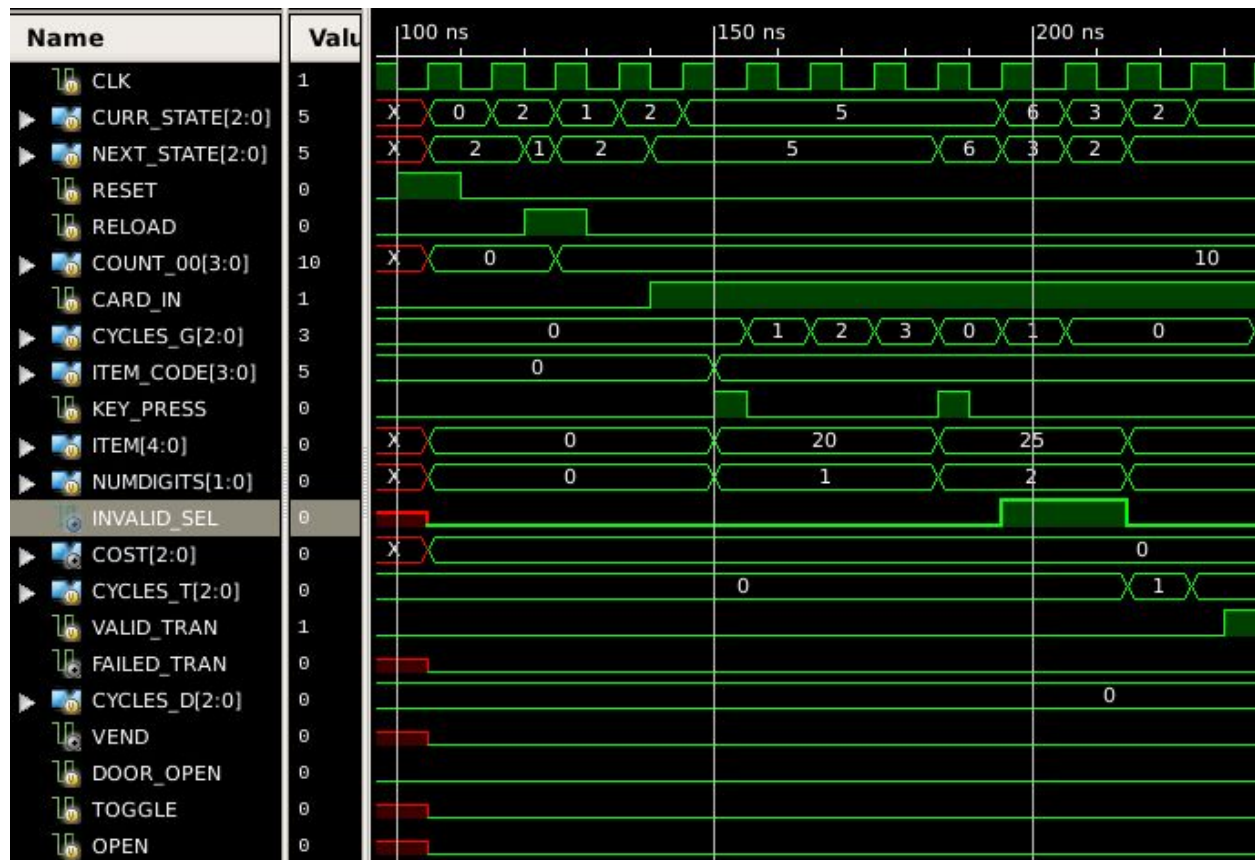 Name Valu 100 ns 150 ns 200 ns
CLK 1
CURR_STATE[2:0] 5 X 0 2 1 2 5 6 3 2
NEXT_STATE[2:0] 5 X 2 1 2 5 6 3 2
RESET 0
RELOAD 0
COUNT_00[3:0] 10 X 0 10
CARD_IN 1
CYCLES_G[2:0] 3 0 1 2 3 0 1 0
ITEM_CODE[3:0] 5 0
KEY_PRESS 0
ITEM[4:0] 0 X 0 20 25
NUMDIGITS[1:0] 0 X 0 1 2
INVALID_SEL 0
COST[2:0] 0 X 0
CYCLES_T[2:0] 0 0 1
VALID_TRAN 1
FAILED_TRAN 0
CYCLES_D[2:0] 0 0
VEND 0
DOOR_OPEN 0
TOGGLE 0
OPEN 0